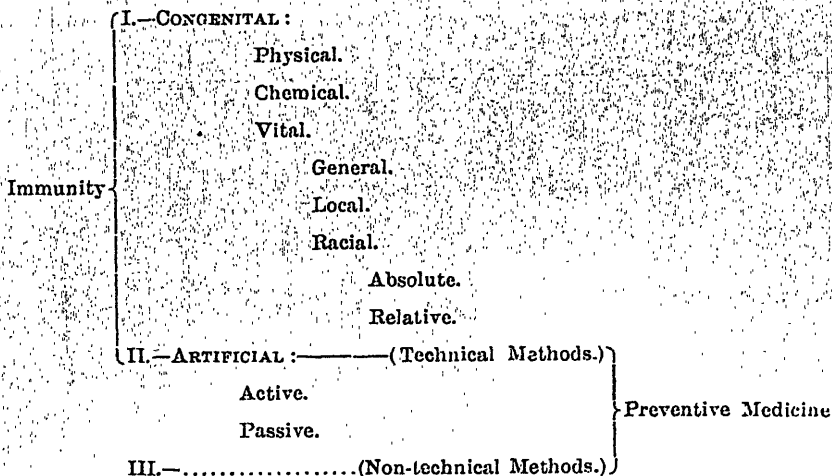 I.—CONGENITAL :
Physical.
Chemical.
Vital.
General.
Immunity
Local.
Racial.
Absolute.
Relative.
II.—ARTIFICIAL :————(Technical Methods.)
Active.
Preventive Medicine
Passive.
III.—...................(Non-technical Methods.)